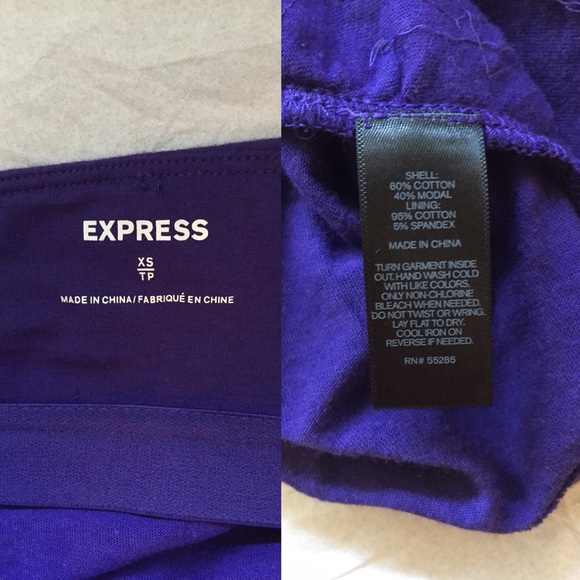 EXPRESS
XS
TP
MADE IN CHINA/FABRIQUÉ EN CHINE
SHELL:
60% COTTON
40% MODAL
LINING:
95% COTTON
5% SPANDEX
MADE IN CHINA
TURN GARMENT INSIDE
OUT. HAND WASH COLD
WITH LIKE COLORS.
ONLY NON-CHLORINE
BLEACH WHEN NEEDED.
DO NOT TWIST OR WRING.
LAY FLAT TO DRY.
COOL IRON ON
REVERSE IF NEEDED.
RN# 55285